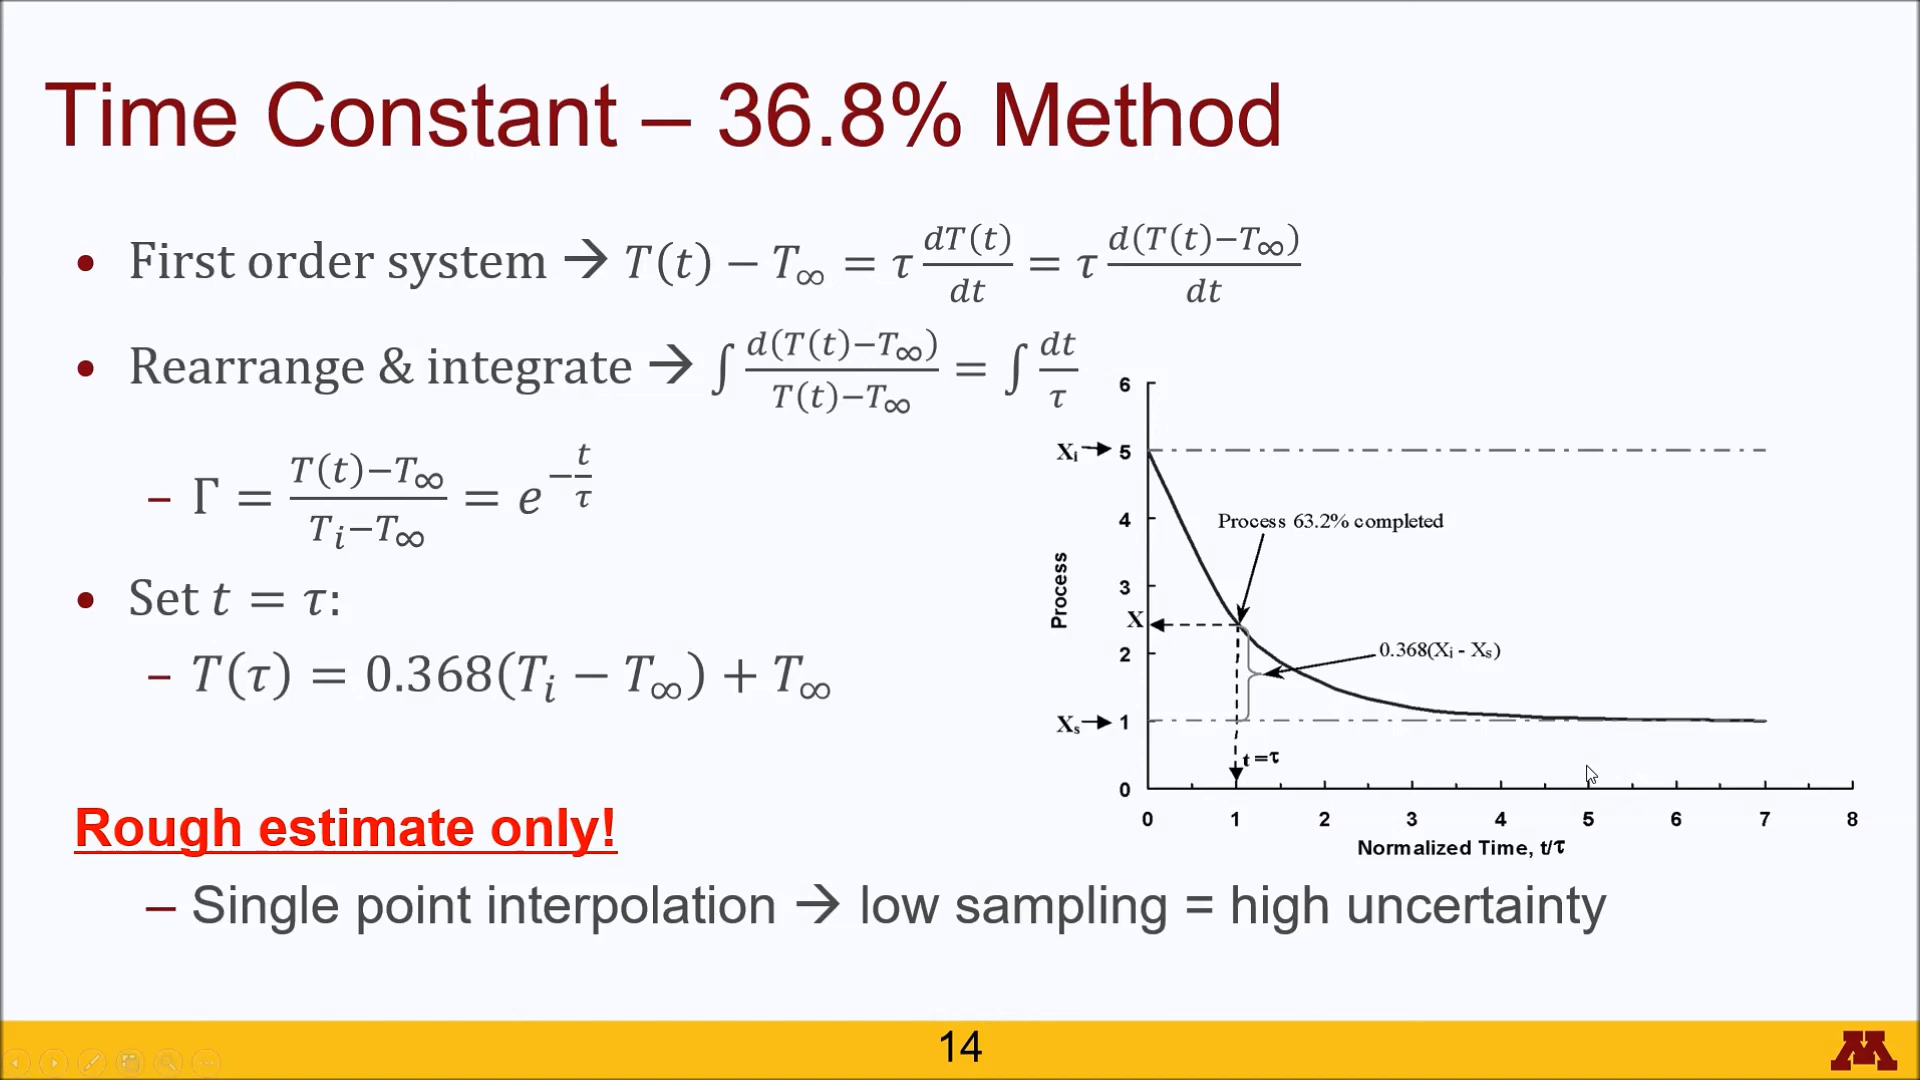 Time Constant – 36.8% Method
• First order system → T(t) − T∞ = τ dT(t)/dt = τ d(T(t)−T∞)/dt
• Rearrange & integrate → ∫ d(T(t)−T∞)/T(t)−T∞ = ∫ dt/τ
– Γ = T(t)−T∞/Ti−T∞ = e^−t/τ
• Set t = τ:
– T(τ) = 0.368(Ti − T∞) + T∞
Rough estimate only!
– Single point interpolation → low sampling = high uncertainty
6
Xi 5
4
Process 63.2% completed
3
X
0.368(Xi - Xs)
2
Xs 1
t = τ
0
Process
0 1 2 3 4 5 6 7 8
Normalized Time, t/τ
14
M